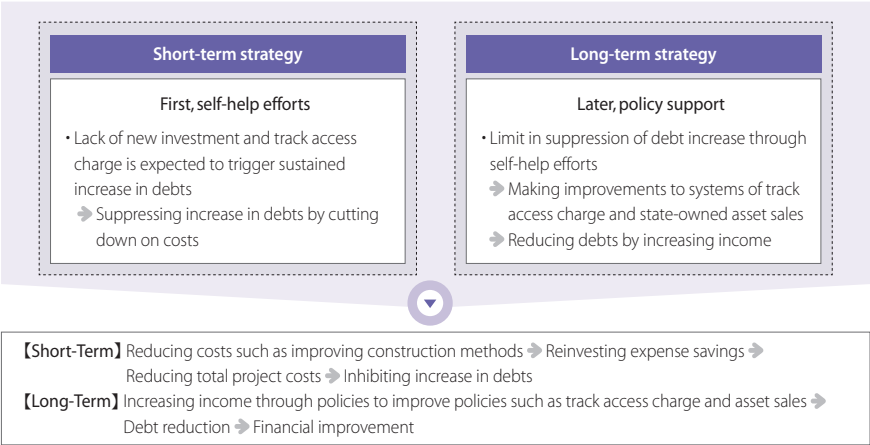 Short-term strategy
First, self-help efforts
• Lack of new investment and track access
charge is expected to trigger sustained
increase in debts
➔ Suppressing increase in debts by cutting
down on costs
Long-term strategy
Later, policy support
• Limit in suppression of debt increase through
self-help efforts
➔ Making improvements to systems of track
access charge and state-owned asset sales
➔ Reducing debts by increasing income
【Short-Term】 Reducing costs such as improving construction methods ➔ Reinvesting expense savings ➔
Reducing total project costs ➔ Inhibiting increase in debts
【Long-Term】 Increasing income through policies to improve policies such as track access charge and asset sales ➔
Debt reduction ➔ Financial improvement